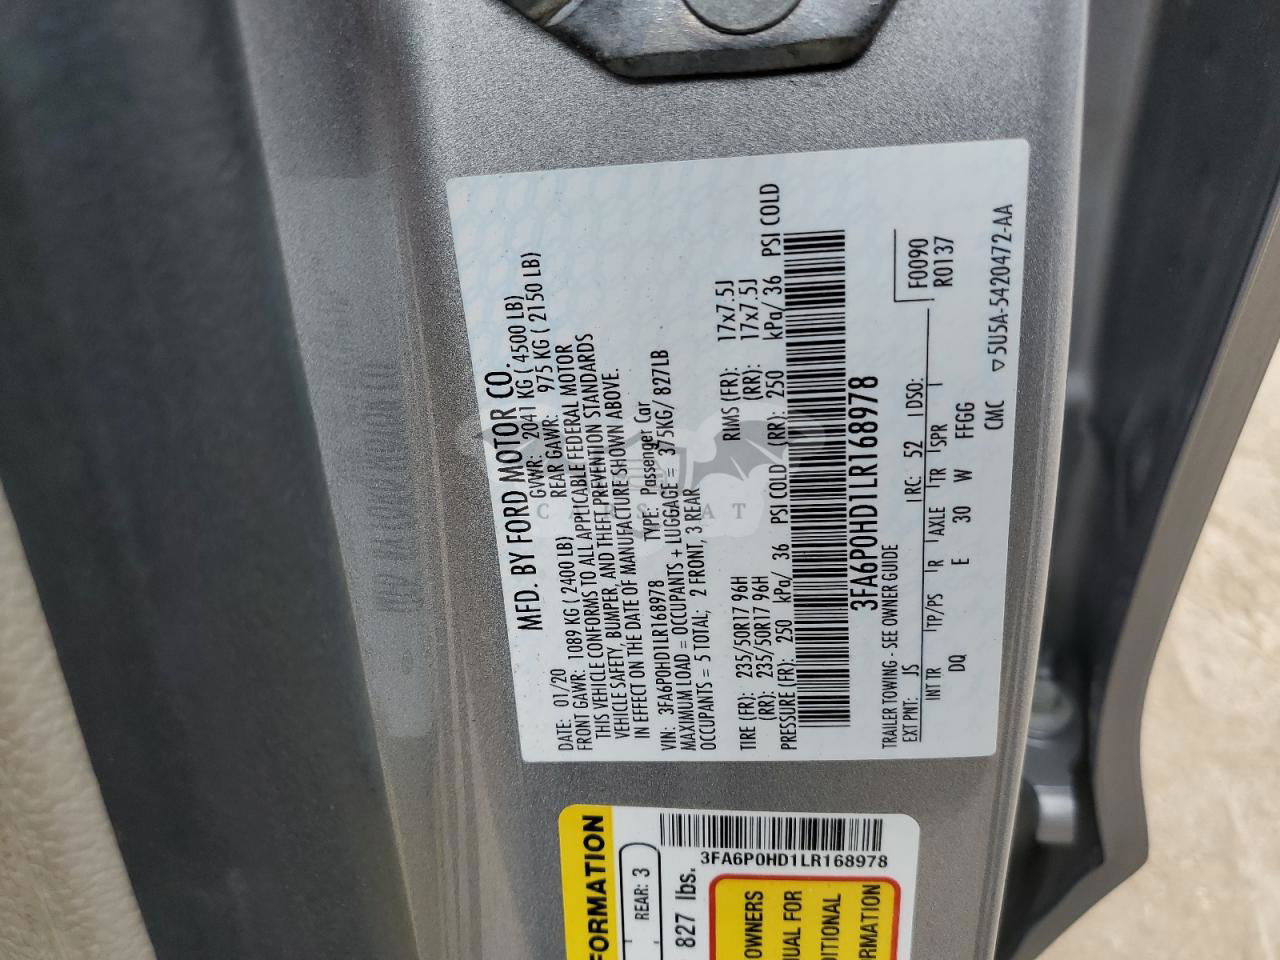 MFD. BY FORD MOTOR CO.
DATE: 01/20 GVWR: 2041 KG ( 4500 LB)
FRONT GAWR: 1089 KG ( 2400 LB) REAR GAWR: 975 KG ( 2150 LB)
THIS VEHICLE CONFORMS TO ALL APPLICABLE FEDERAL MOTOR
VEHICLE SAFETY, BUMPER, AND THEFT PREVENTION STANDARDS
IN EFFECT ON THE DATE OF MANUFACTURE SHOWN ABOVE.
VIN: 3FA6P0HD1LR168978 TYPE: Passenger Car
MAXIMUM LOAD = OCCUPANTS + LUGGAGE = 375KG/ 827LB
OCCUPANTS = 5 TOTAL; 2 FRONT, 3 REAR
TIRE (FR): 235/50R17 96H RIMS (FR): 17x7.5J
(RR): 235/50R17 96H (RR): 17x7.5J
PRESSURE (FR): 250 kPa/ 36 PSI COLD (RR): 250 kPa/ 36 PSI COLD
3FA6P0HD1LR168978
TRAILER TOWING - SEE OWNER GUIDE F0090
EXT PNT: JS RC: 52 DSO: R0137
INT TR TP/PS R AXLE TR SPR
DQ E 30 W FFGG
CMC ▽5U5A-5420472-AA
CARSBAT
FORMATION
REAR: 3
827 lbs.
3FA6P0HD1LR168978
OWNERS
UAL FOR
DITIONAL
RMATION